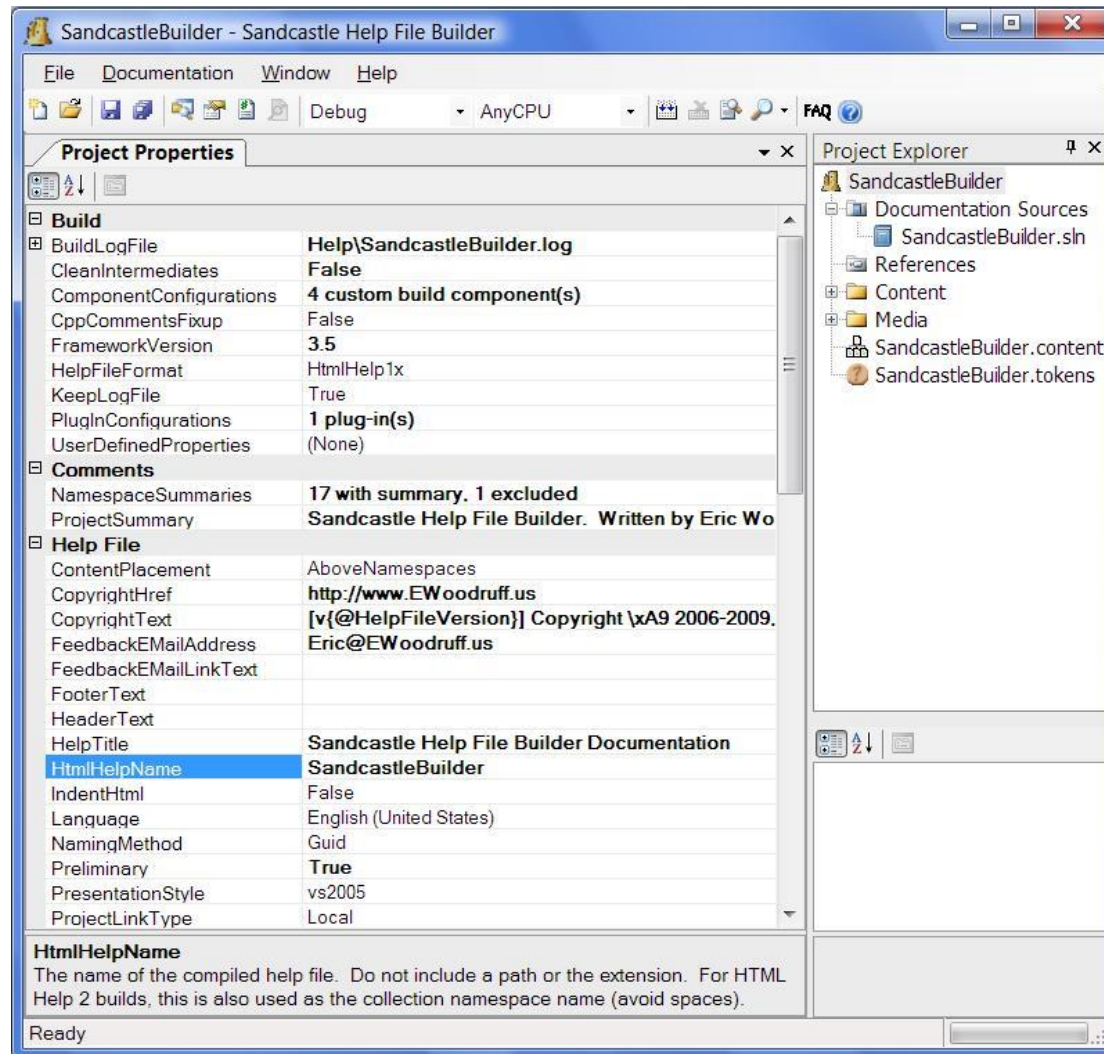 SandcastleBuilder - Sandcastle Help File Builder
File Documentation Window Help
Debug AnyCPU FAQ
Project Properties
Build
BuildLogFile Help\SandcastleBuilder.log
CleanIntermediates False
ComponentConfigurations 4 custom build component(s)
CppCommentsFixup False
FrameworkVersion 3.5
HelpFileFormat HtmlHelp1x
KeepLogFile True
PlugInConfigurations 1 plug-in(s)
UserDefinedProperties (None)
Comments
NamespaceSummaries 17 with summary, 1 excluded
ProjectSummary Sandcastle Help File Builder. Written by Eric Wo
Help File
ContentPlacement AboveNamespaces
CopyrightHref http://www.EWoodruff.us
CopyrightText [v{@HelpFileVersion}] Copyright \xA9 2006-2009,
FeedbackEMailAddress Eric@EWoodruff.us
FeedbackEMailLinkText
FooterText
HeaderText
HelpTitle Sandcastle Help File Builder Documentation
HtmlHelpName SandcastleBuilder
IndentHtml False
Language English (United States)
NamingMethod Guid
Preliminary True
PresentationStyle vs2005
ProjectLinkType Local
HtmlHelpName
The name of the compiled help file. Do not include a path or the extension. For HTML
Help 2 builds, this is also used as the collection namespace name (avoid spaces).
Project Explorer
SandcastleBuilder
Documentation Sources
SandcastleBuilder.sln
References
Content
Media
SandcastleBuilder.content
SandcastleBuilder.tokens
Ready